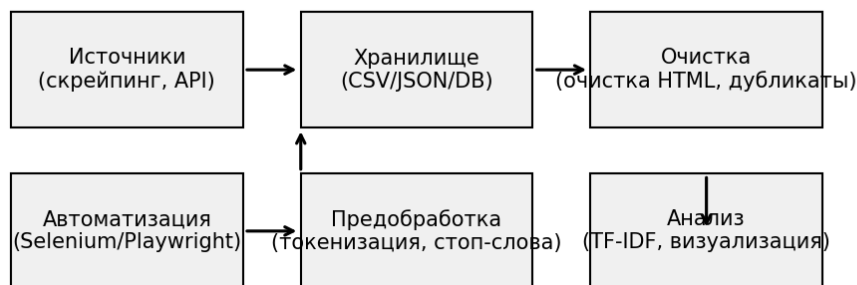 Источники
(скрейпинг, API)
Хранилище
(CSV/JSON/DB)
Очистка
(очистка HTML, дубликаты)
Автоматизация
(Selenium/Playwright)
Предобработка
(токенизация, стоп-слова)
Анализ
(TF-IDF, визуализация)